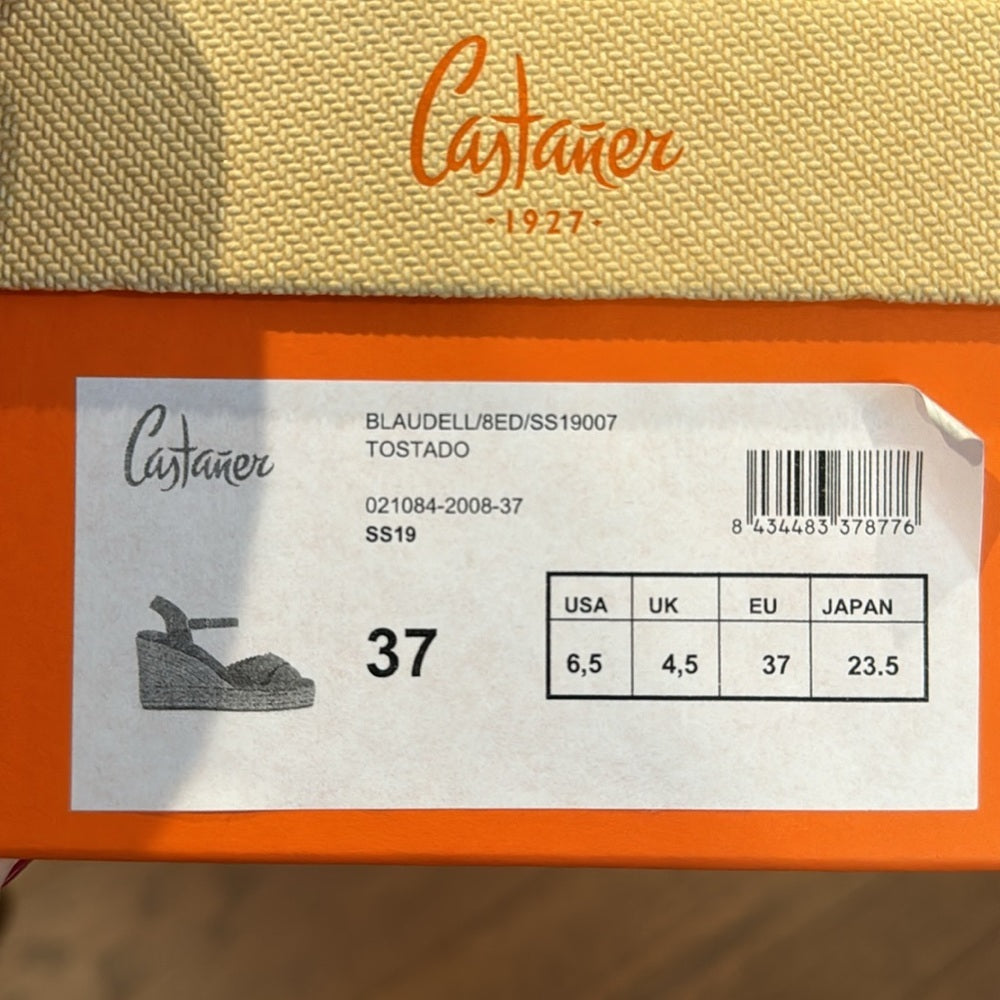 Castañer
-1927-
Castañer
BLAUDELL/8ED/SS19007
TOSTADO
021084-2008-37
SS19
8 434483 378776
37
USA UK EU JAPAN
6,5 4,5 37 23.5